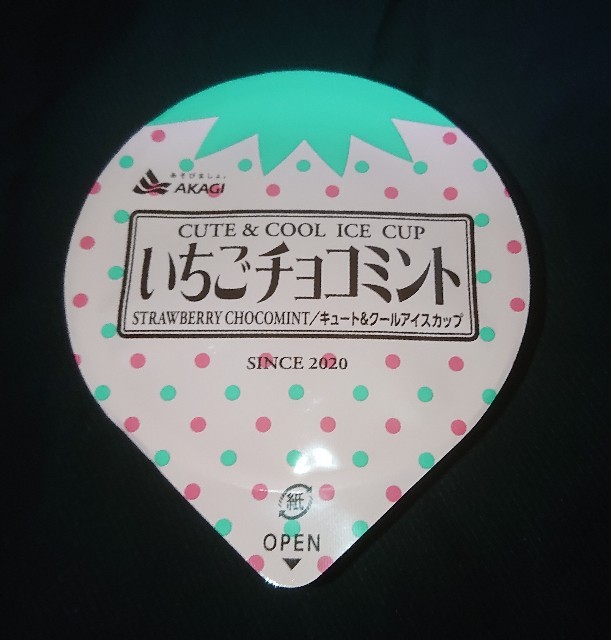 あそびましょ。
AKAGI
CUTE & COOL ICE CUP
いちごチョコミント
STRAWBERRY CHOCOMINT/キュート&クールアイスカップ
SINCE 2020
紙
OPEN